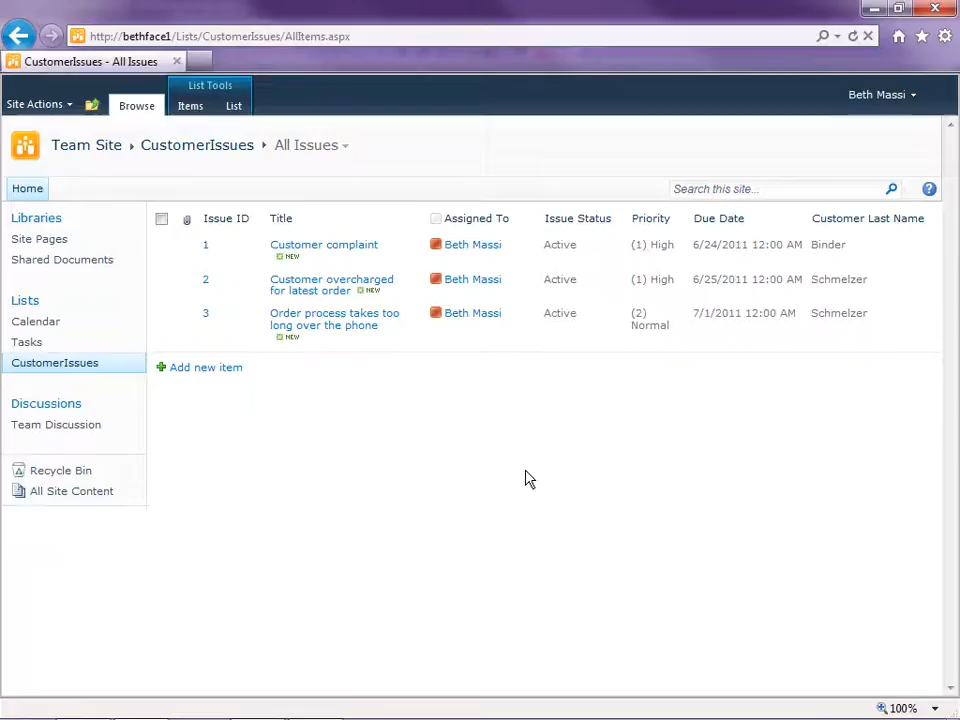 http://bethface1/Lists/CustomerIssues/AllItems.aspx
CustomerIssues - All Issues
List Tools
Site Actions
Browse
Items
List
Beth Massi
Team Site
CustomerIssues
All Issues
Home
Search this site...
Libraries
Site Pages
Shared Documents
Lists
Calendar
Tasks
CustomerIssues
Discussions
Team Discussion
Recycle Bin
All Site Content
Issue ID Title Assigned To Issue Status Priority Due Date Customer Last Name
1 Customer complaint Beth Massi Active (1) High 6/24/2011 12:00 AM Binder
NEW
2 Customer overcharged Beth Massi Active (1) High 6/25/2011 12:00 AM Schmelzer
for latest order NEW
3 Order process takes too Beth Massi Active (2) 7/1/2011 12:00 AM Schmelzer
long over the phone Normal
NEW
Add new item
100%